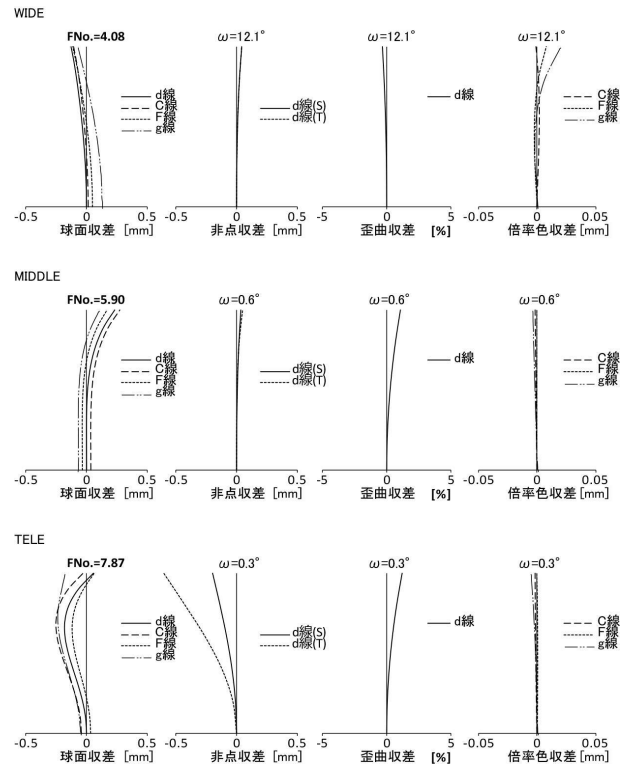 WIDE
FNo.=4.08 ω=12.1° ω=12.1° ω=12.1°
d線 C線 F線 g線
d線(S) d線(T)
d線
C線 F線 g線
-0.5 0 0.5 -0.5 0 0.5 -5 0 5 -0.05 0 0.05
球面収差 [mm] 非点収差 [mm] 歪曲収差 [%] 倍率色収差 [mm]
MIDDLE
FNo.=5.90 ω=0.6° ω=0.6° ω=0.6°
d線 C線 F線 g線
d線(S) d線(T)
d線
C線 F線 g線
-0.5 0 0.5 -0.5 0 0.5 -5 0 5 -0.05 0 0.05
球面収差 [mm] 非点収差 [mm] 歪曲収差 [%] 倍率色収差 [mm]
TELE
FNo.=7.87 ω=0.3° ω=0.3° ω=0.3°
d線 C線 F線 g線
d線(S) d線(T)
d線
C線 F線 g線
-0.5 0 0.5 -0.5 0 0.5 -5 0 5 -0.05 0 0.05
球面収差 [mm] 非点収差 [mm] 歪曲収差 [%] 倍率色収差 [mm]